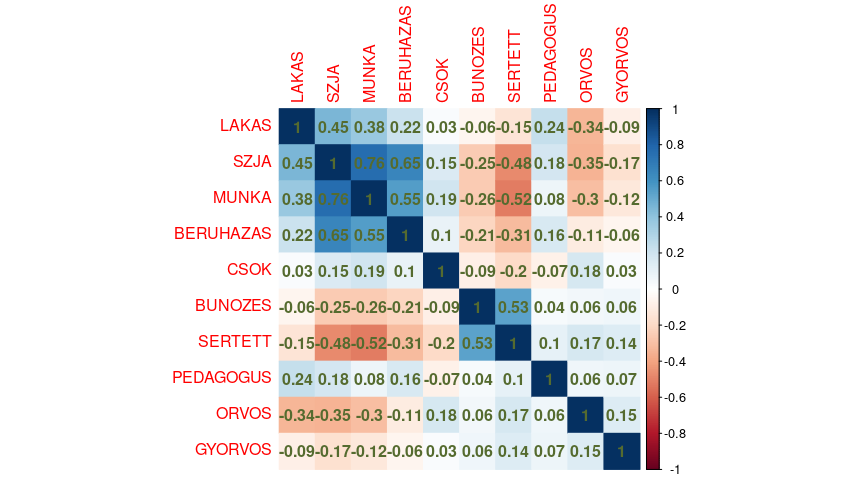 LAKAS SZJA MUNKA BERUHAZAS CSOK BUNOZES SERTETT PEDAGOGUS ORVOS GYORVOS
LAKAS 1 0.45 0.38 0.22 0.03 -0.06 -0.15 0.24 -0.34 -0.09 1
SZJA 0.45 1 0.76 0.65 0.15 -0.25 -0.48 0.18 -0.35 -0.17 0.8
0.6
MUNKA 0.38 0.76 1 0.55 0.19 -0.26 -0.52 0.08 -0.3 -0.12
BERUHAZAS 0.22 0.65 0.55 1 0.1 -0.21 -0.31 0.16 -0.11 -0.06 0.4
0.2
CSOK 0.03 0.15 0.19 0.1 1 -0.09 -0.2 -0.07 0.18 0.03
0
BUNOZES -0.06 -0.25 -0.26 -0.21 -0.09 1 0.53 0.04 0.06 0.06
-0.2
SERTETT -0.15 -0.48 -0.52 -0.31 -0.2 0.53 1 0.1 0.17 0.14
-0.4
PEDAGOGUS 0.24 0.18 0.08 0.16 -0.07 0.04 0.1 1 0.06 0.07
-0.6
ORVOS -0.34 -0.35 -0.3 -0.11 0.18 0.06 0.17 0.06 1 0.15
-0.8
GYORVOS -0.09 -0.17 -0.12 -0.06 0.03 0.06 0.14 0.07 0.15 1
-1